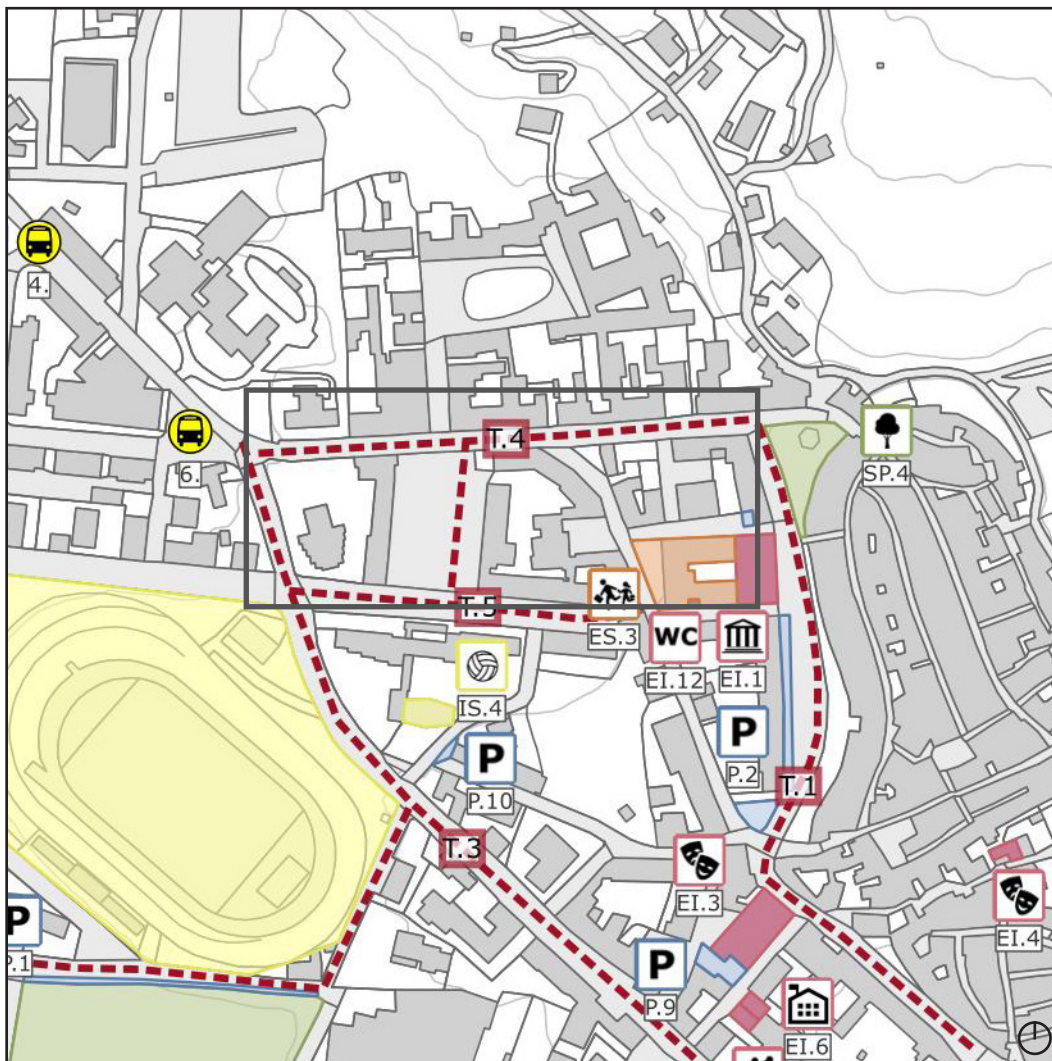 4.
6.
T.4
SP.4
T.5
ES.3
WC
EI.12
EI.1
IS.4
P
P.2
P
P.10
T.1
T.3
EI.3
EI.4
P
P.1
P
P.9
EI.6